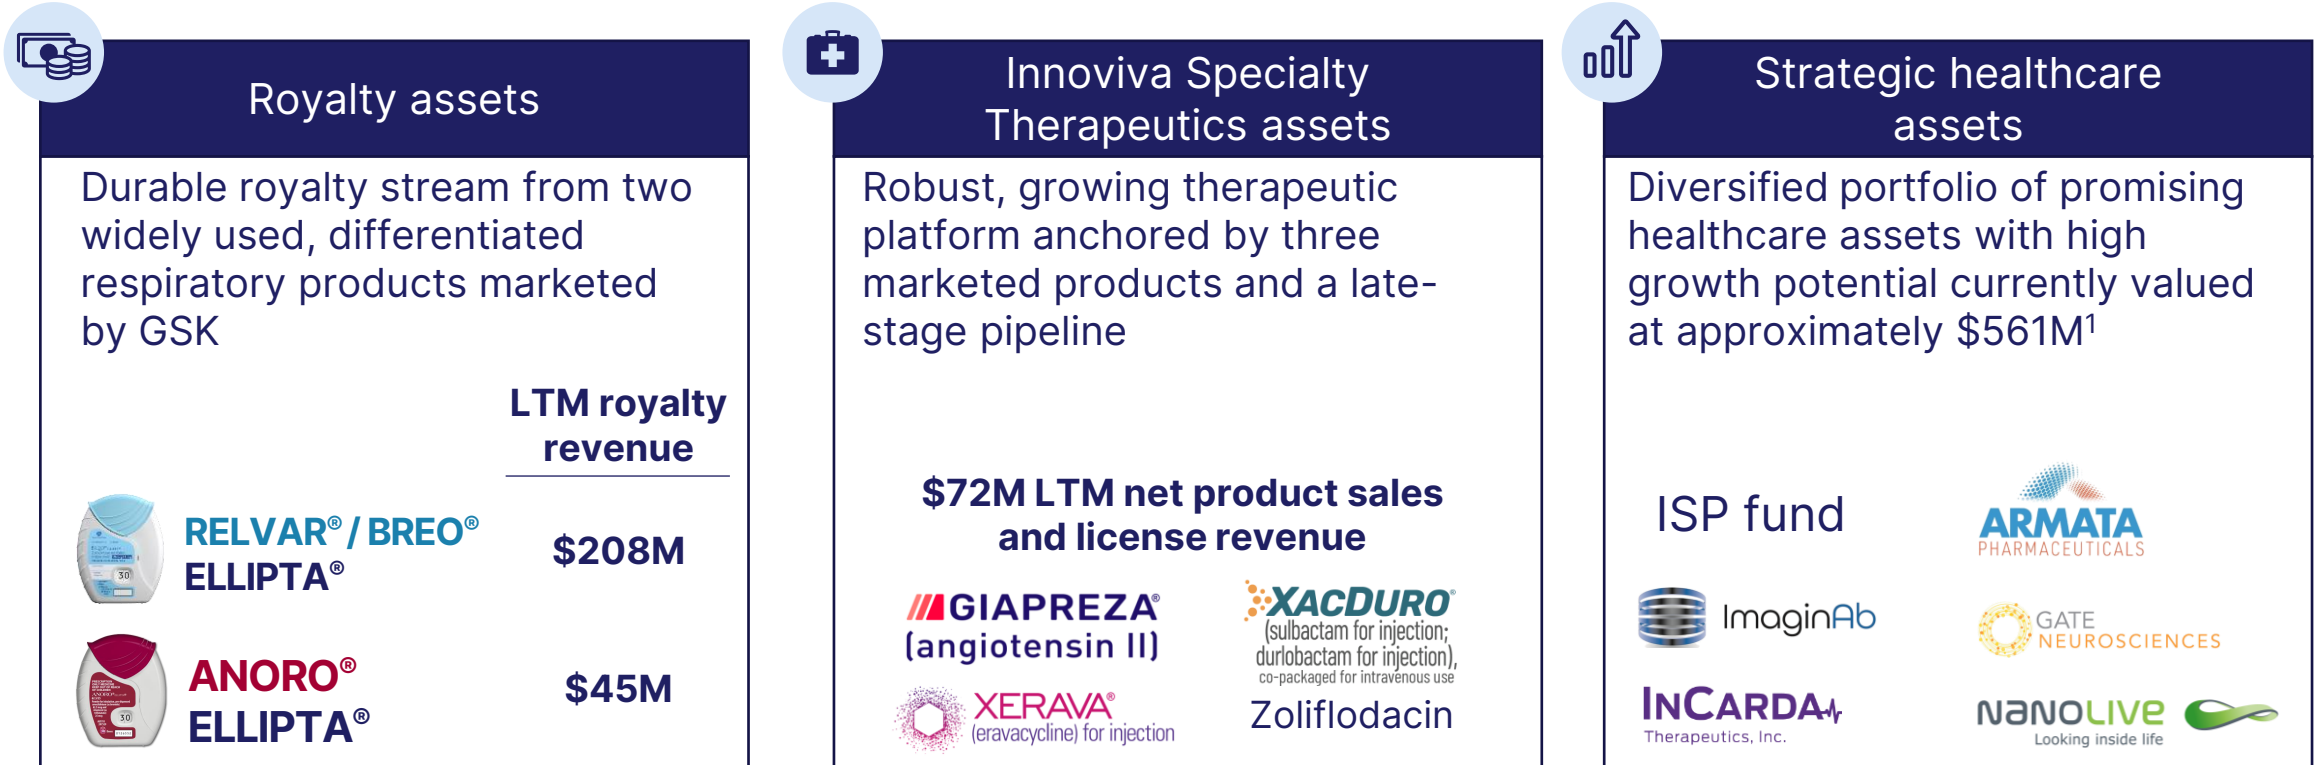 Royalty assets
Durable royalty stream from two
widely used, differentiated
respiratory products marketed
by GSK
LTM royalty
revenue
RELVAR® / BREO®
ELLIPTA®
$208M
30
ANORO®
ELLIPTA®
$45M
30
Innoviva Specialty
Therapeutics assets
Robust, growing therapeutic
platform anchored by three
marketed products and a late-
stage pipeline
$72M LTM net product sales
and license revenue
GIAPREZA®
(angiotensin II)
XACDURO®
(sulbactam for injection;
durlobactam for injection),
co-packaged for intravenous use
XERAVA®
(eravacycline) for injection
Zoliflodacin
Strategic healthcare
assets
Diversified portfolio of promising
healthcare assets with high
growth potential currently valued
at approximately $561M¹
ISP fund
ARMATA
PHARMACEUTICALS
ImaginAb
GATE
NEUROSCIENCES
INCARDA
Therapeutics, Inc.
NANOLIVE
Looking inside life